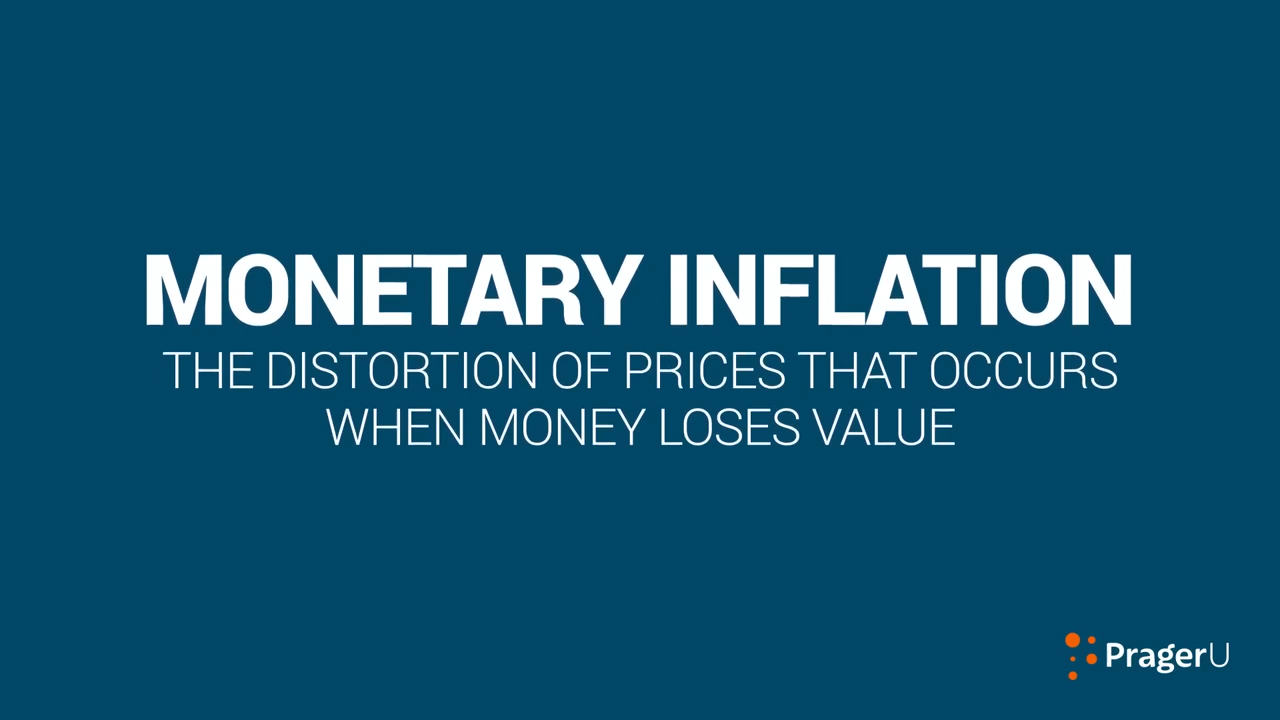 MONETARY INFLATION
THE DISTORTION OF PRICES THAT OCCURS
WHEN MONEY LOSES VALUE
PragerU